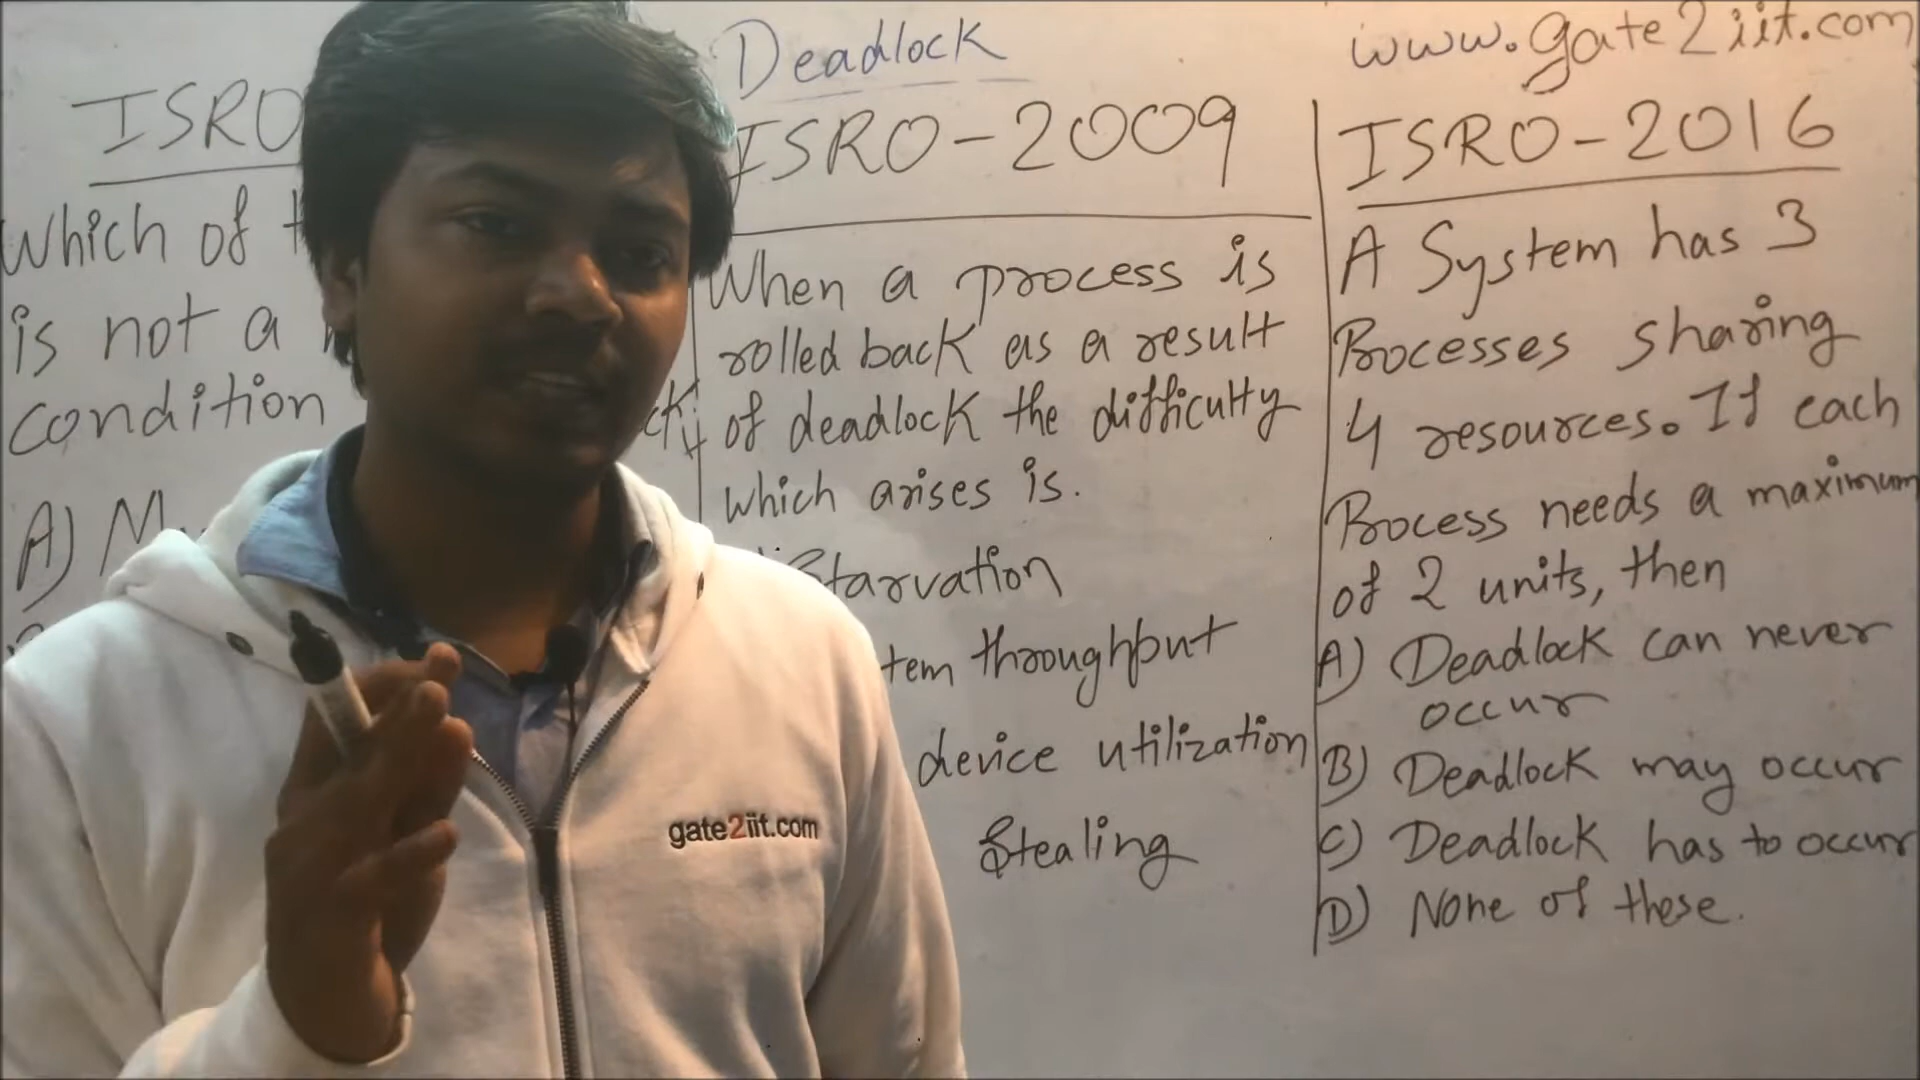 Deadlock
www.gate2iit.com
ISRO
Which of
is not a
condition
A)
ISRO-2009
When a process is
rolled back as a result
of deadlock the difficulty
which arises is.
Starvation
tem throughput
device utilization
Stealing
ISRO-2016
A System has 3
Processes sharing
4 resources. If each
Process needs a maximum
of 2 units, then
A) Deadlock can never
occur
B) Deadlock may occur
C) Deadlock has to occur
D) None of these.
gate2iit.com